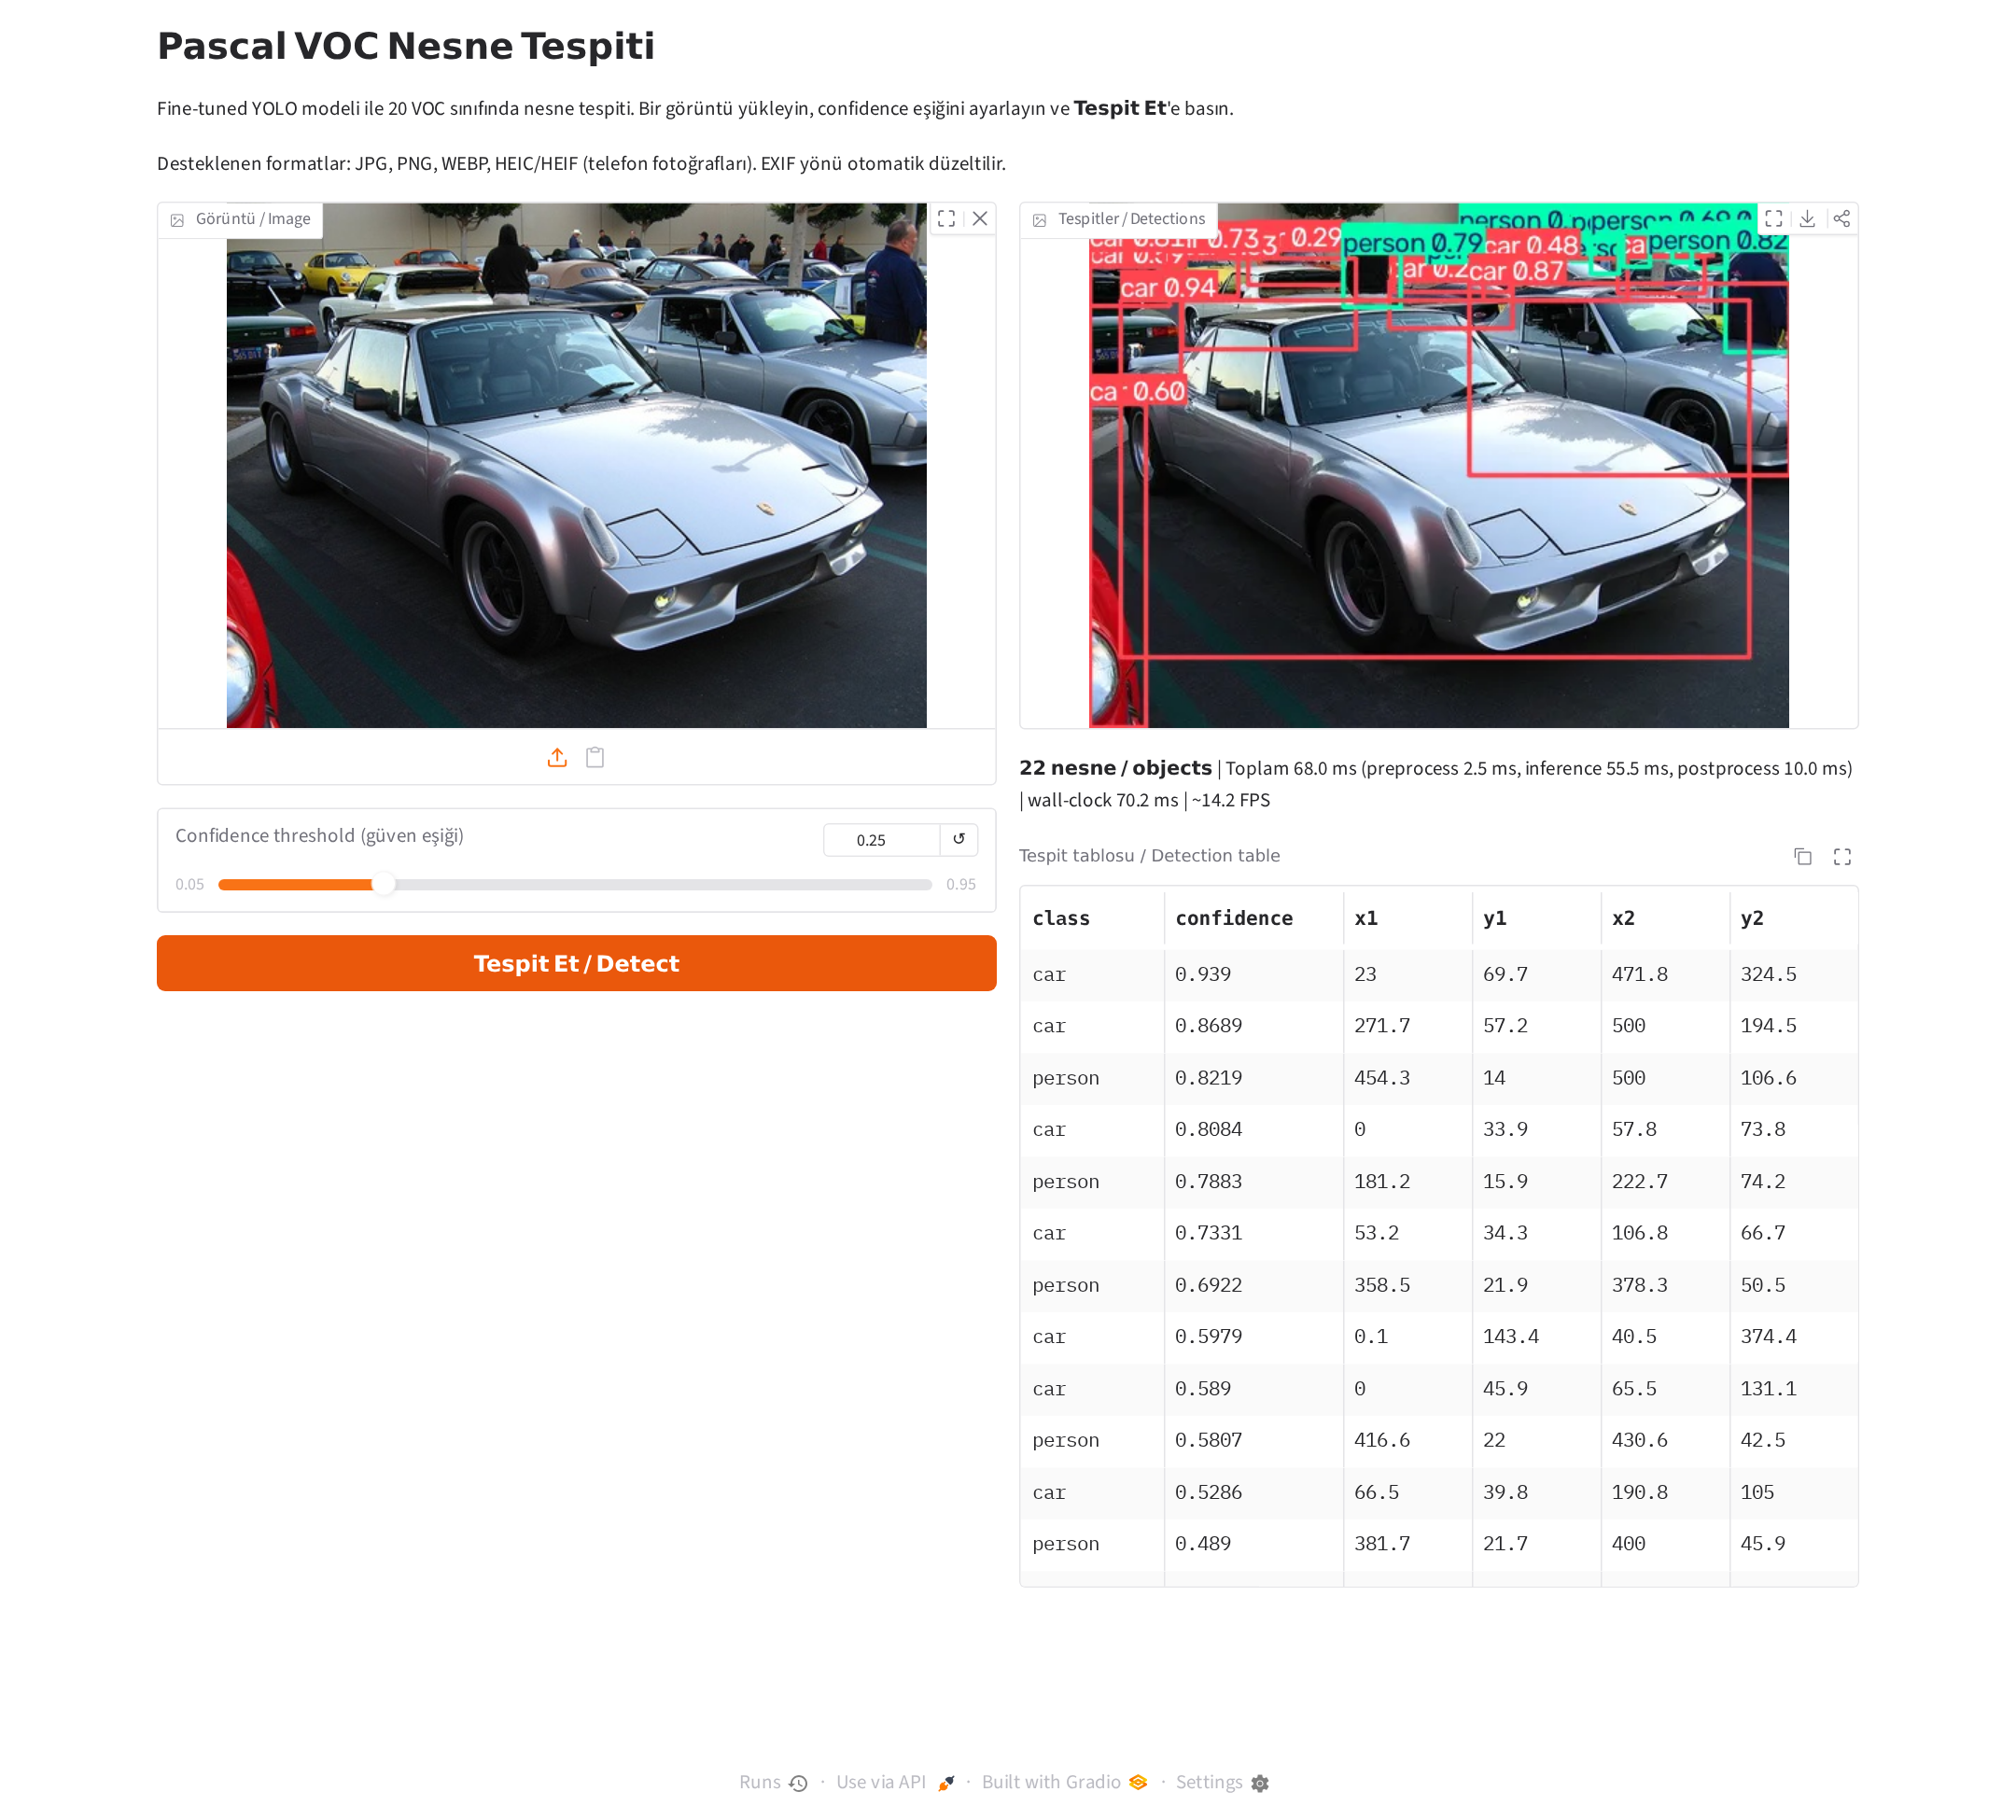 Pascal VOC Nesne Tespiti
Fine-tuned YOLO modeli ile 20 VOC sınıfında nesne tespiti. Bir görüntü yükleyin, confidence eşiğini ayarlayın ve Tespit Et'e basın.
Desteklenen formatlar: JPG, PNG, WEBP, HEIC/HEIF (telefon fotoğrafları). EXIF yönü otomatik düzeltilir.
Görüntü / Image
PORSCHE
Tespitler / Detections
person 0.79
car 0.48
person 0.82
0.73
0.29
car 0.87
car 0.94
0.60
22 nesne / objects | Toplam 68.0 ms (preprocess 2.5 ms, inference 55.5 ms, postprocess 10.0 ms)
| wall-clock 70.2 ms | ~14.2 FPS
Confidence threshold (güven eşiği)
0.25
0.05
0.95
Tespit Et / Detect
Tespit tablosu / Detection table
class confidence x1 y1 x2 y2
car 0.939 23 69.7 471.8 324.5
car 0.8689 271.7 57.2 500 194.5
person 0.8219 454.3 14 500 106.6
car 0.8084 0 33.9 57.8 73.8
person 0.7883 181.2 15.9 222.7 74.2
car 0.7331 53.2 34.3 106.8 66.7
person 0.6922 358.5 21.9 378.3 50.5
car 0.5979 0.1 143.4 40.5 374.4
car 0.589 0 45.9 65.5 131.1
person 0.5807 416.6 22 430.6 42.5
car 0.5286 66.5 39.8 190.8 105
person 0.489 381.7 21.7 400 45.9
Runs · Use via API · Built with Gradio · Settings